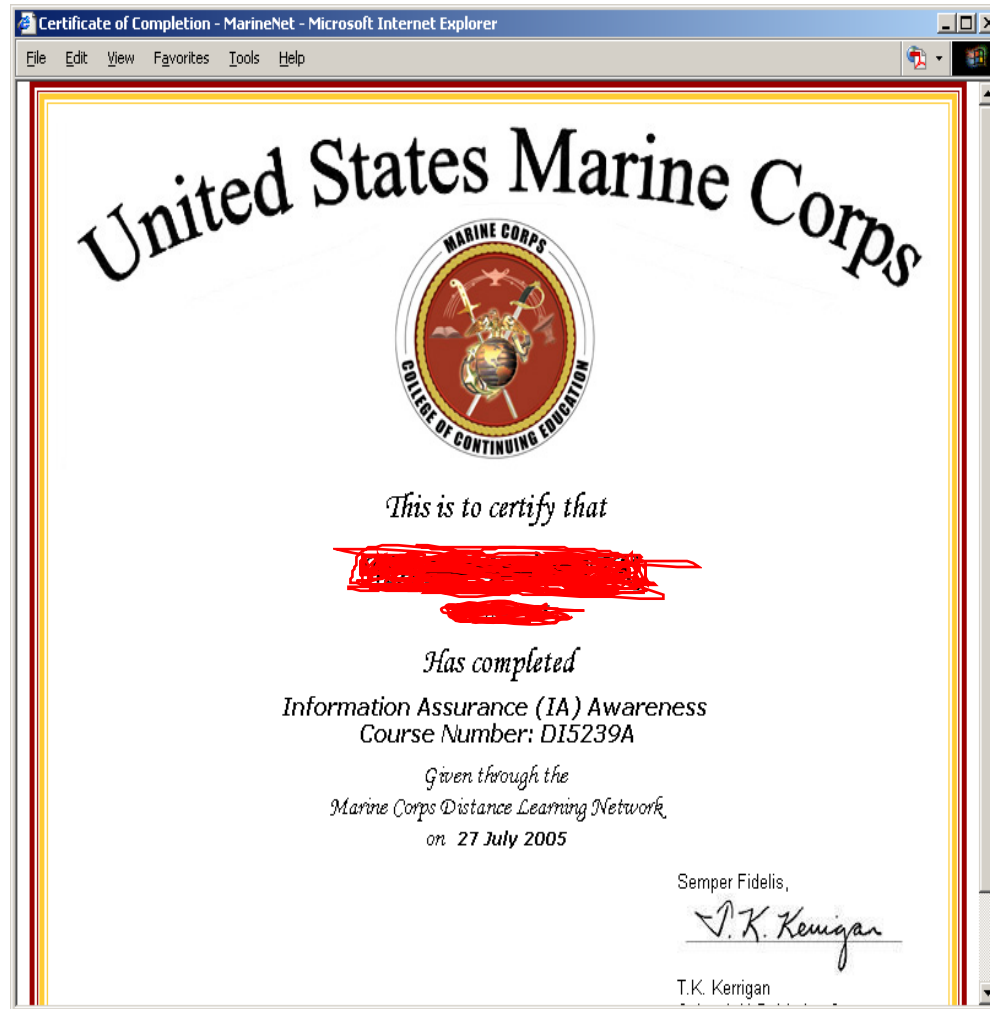 Certificate of Completion - MarineNet - Microsoft Internet Explorer
File Edit View Favorites Tools Help
United States Marine Corps
MARINE CORPS
COLLEGE OF CONTINUING EDUCATION
This is to certify that
Has completed
Information Assurance (IA) Awareness
Course Number: DI5239A
Given through the
Marine Corps Distance Learning Network
on 27 July 2005
Semper Fidelis,
T. K. Kerrigan
T.K. Kerrigan